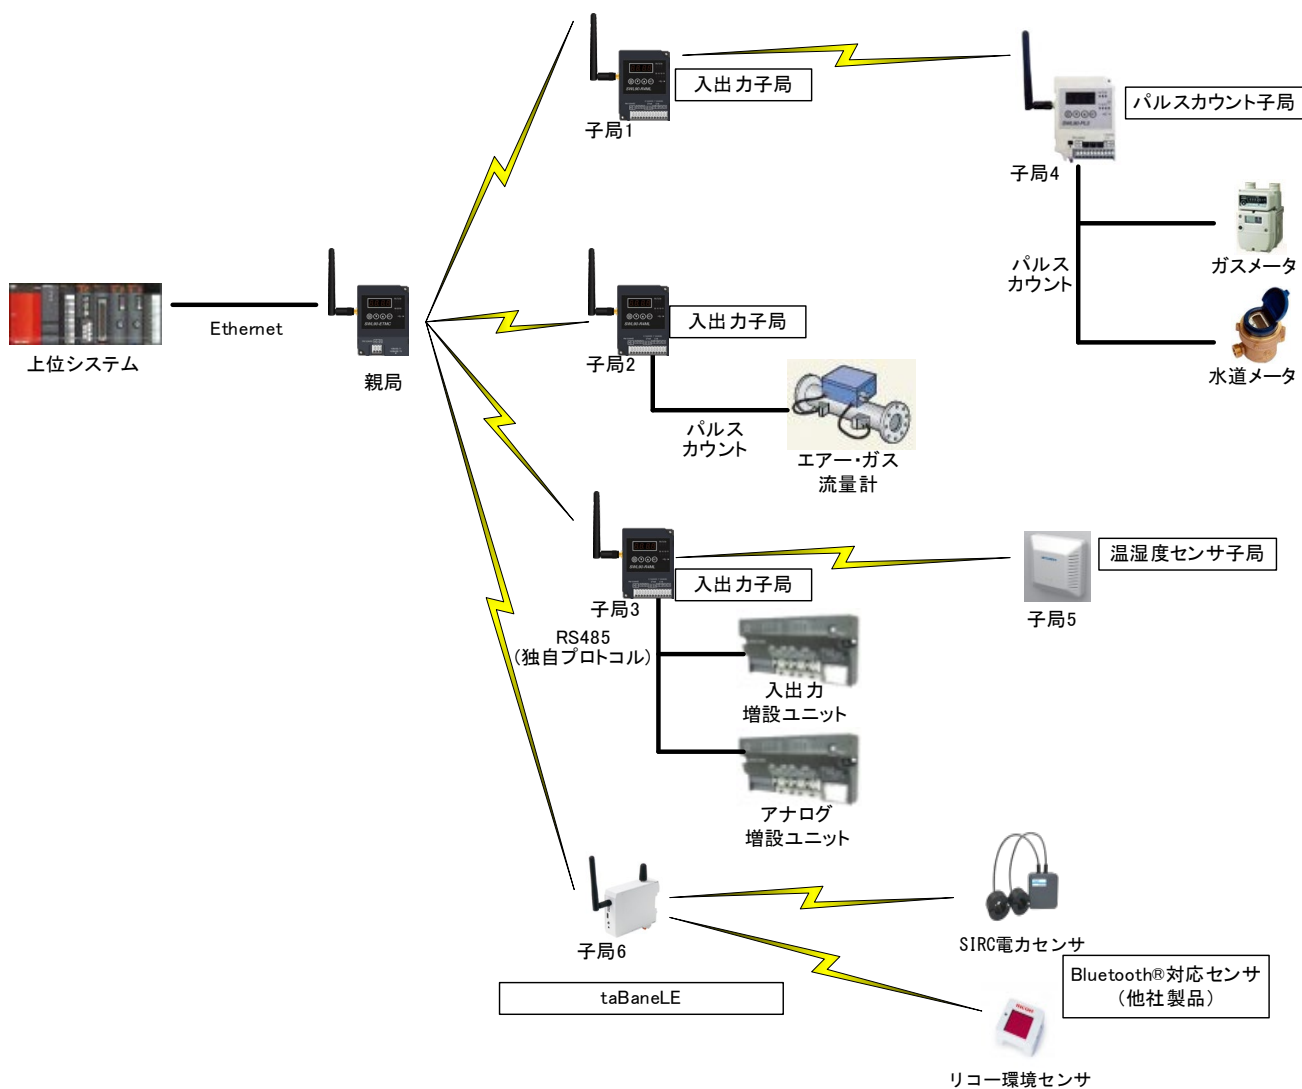 入出力子局
子局1
パルスカウント子局
子局4
パルス
カウント
ガスメータ
水道メータ
Ethernet
上位システム
親局
入出力子局
子局2
パルス
カウント
エアー・ガス
流量計
入出力子局
子局3
RS485
(独自プロトコル)
入出力
増設ユニット
アナログ
増設ユニット
温湿度センサ子局
子局5
子局6
taBaneLE
SIRC電力センサ
Bluetooth®対応センサ
(他社製品)
リコー環境センサ